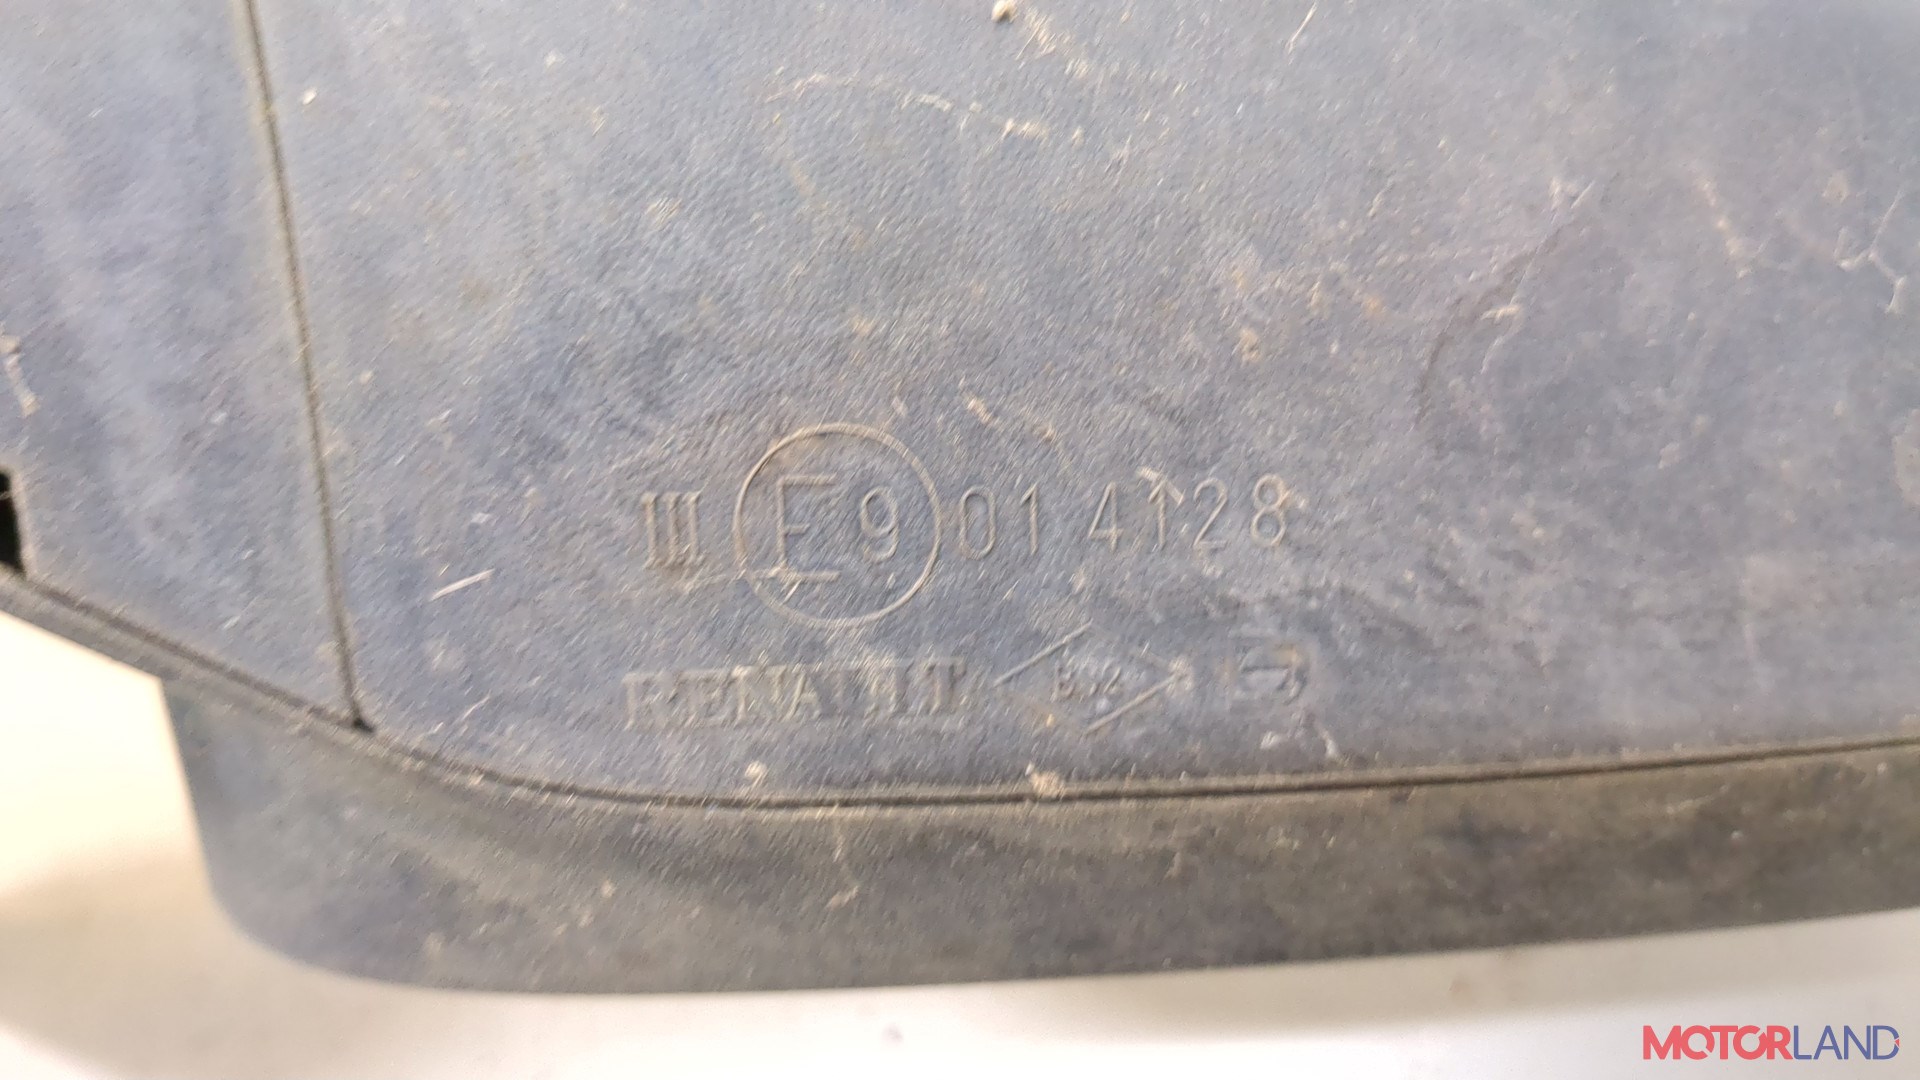 III E9 014128
RENAULT
MOTORLAND